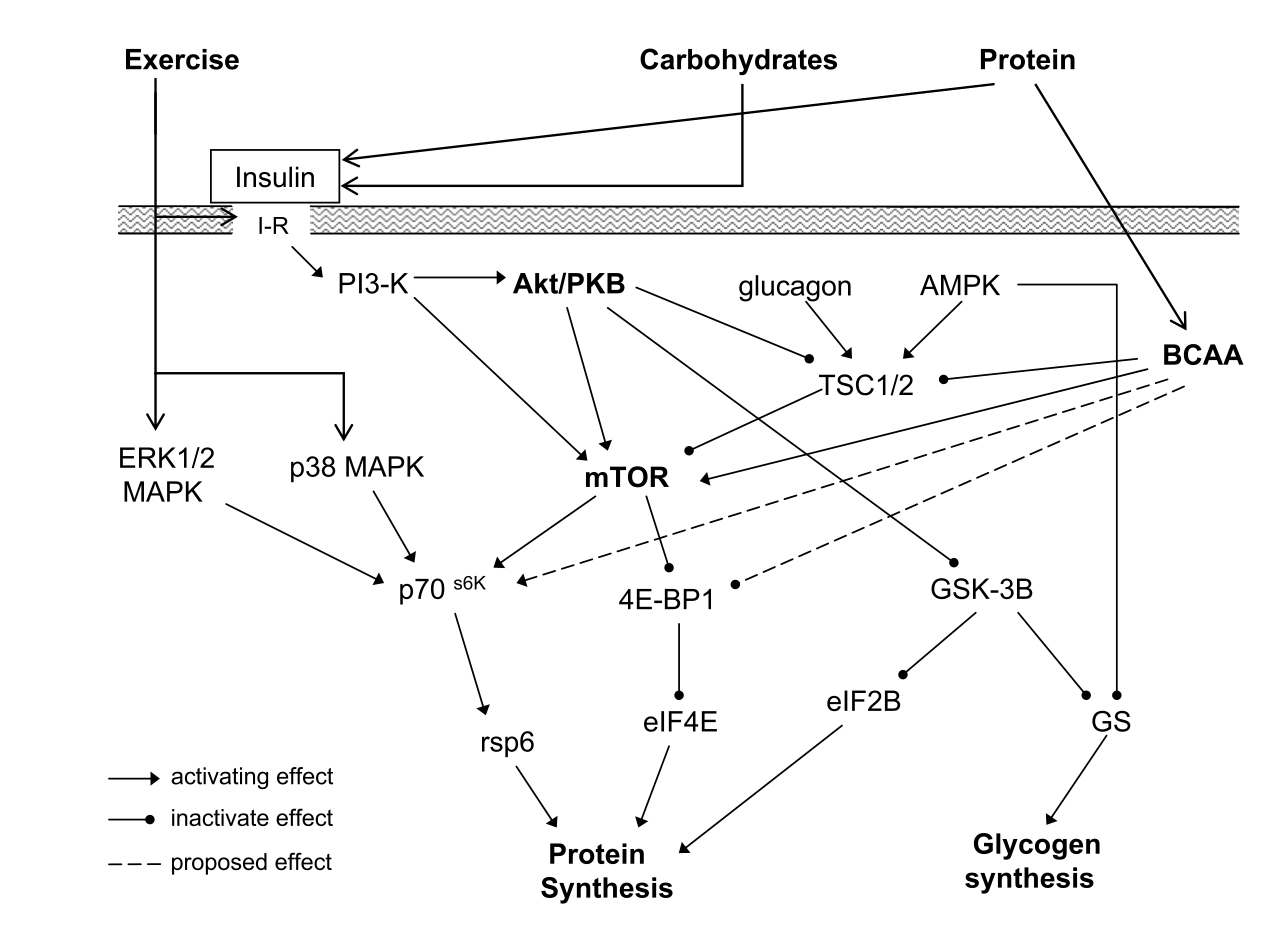 Exercise
Carbohydrates
Protein
Insulin
I-R
PI3-K
Akt/PKB
glucagon
AMPK
BCAA
TSC1/2
ERK1/2
MAPK
p38 MAPK
mTOR
p70 s6K
4E-BP1
GSK-3B
eIF2B
eIF4E
GS
rsp6
activating effect
inactivate effect
proposed effect
Protein
Synthesis
Glycogen
synthesis